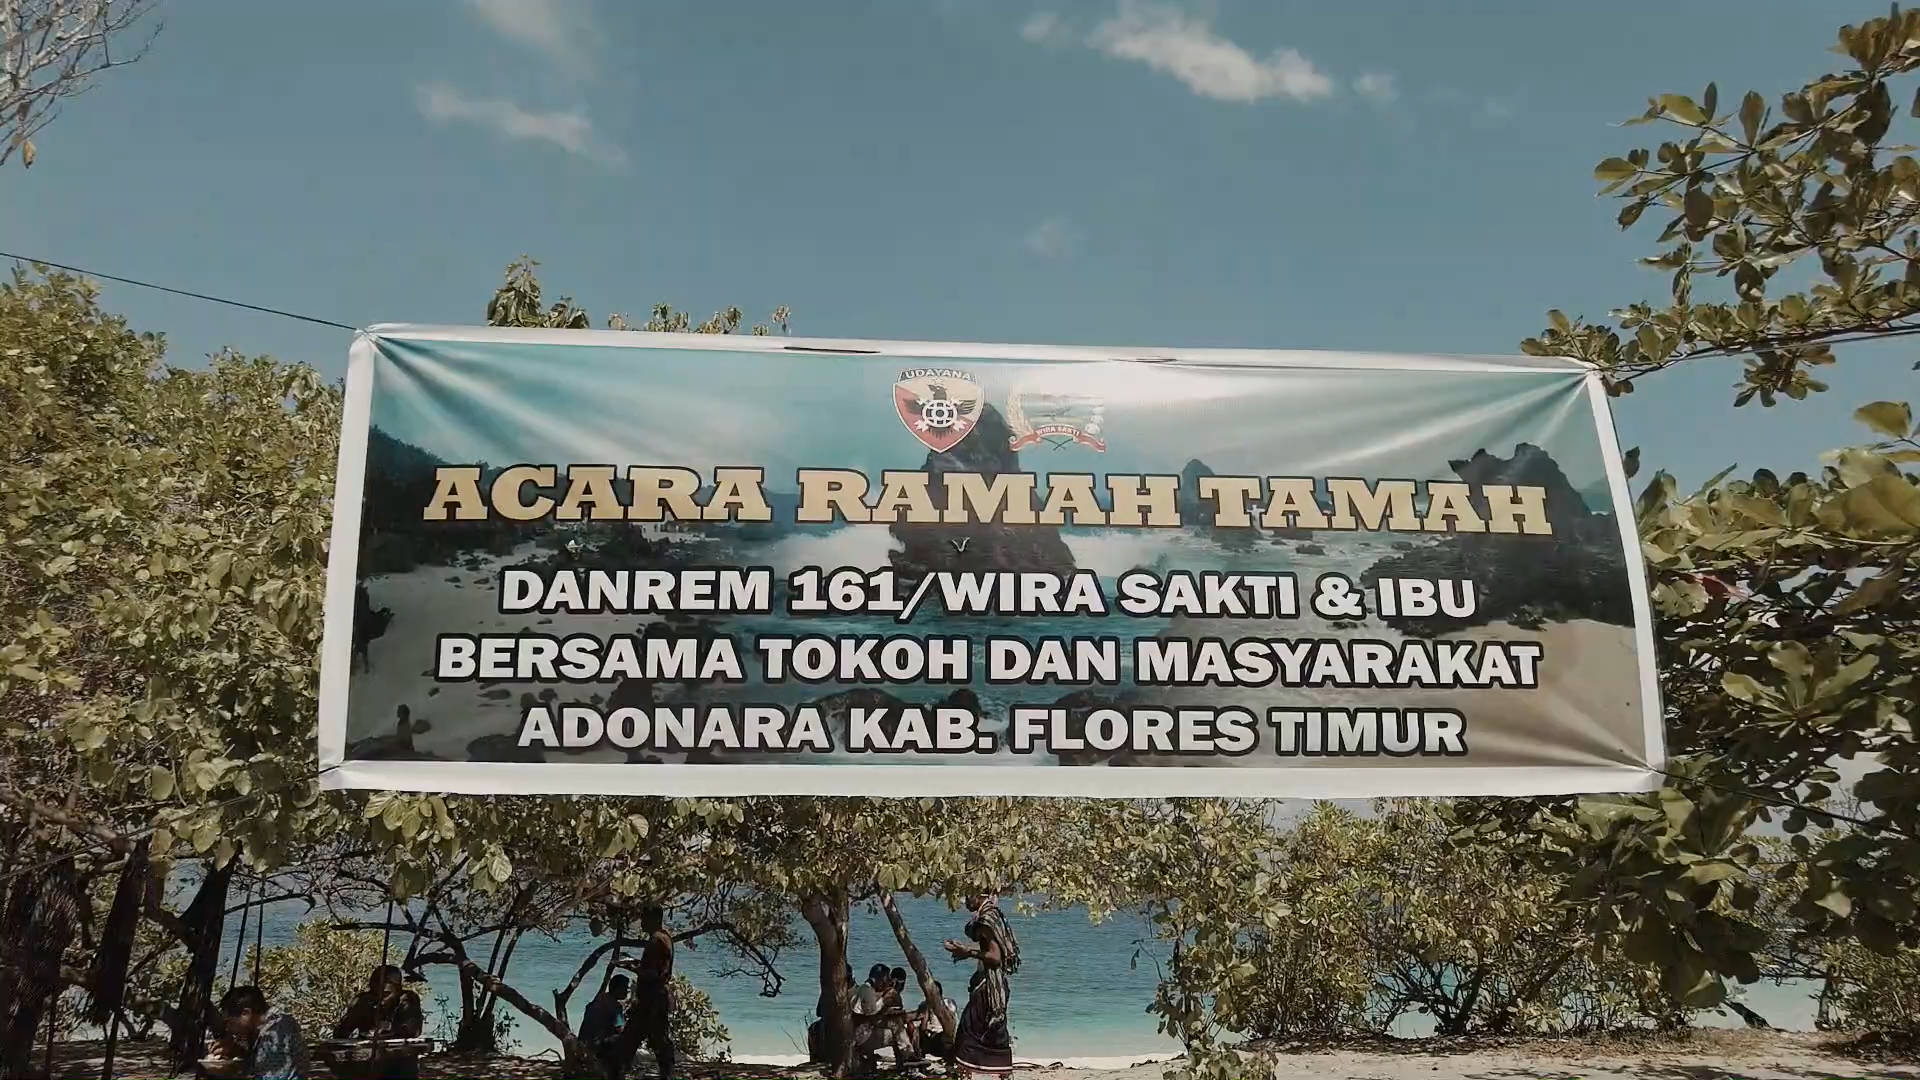 UDAYANA
WIRA SAKTI
ACARA RAMAH TAMAH
DANREM 161/WIRA SAKTI & IBU
BERSAMA TOKOH DAN MASYARAKAT
ADONARA KAB. FLORES TIMUR